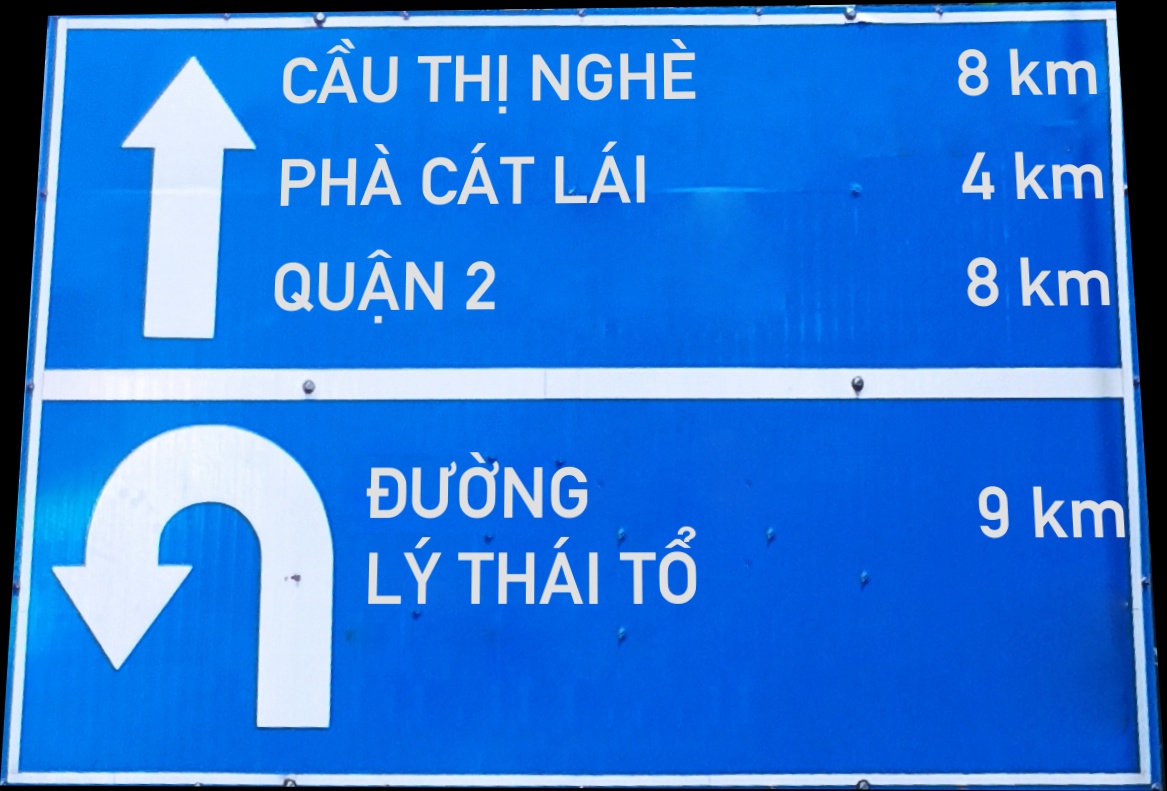 CẦU THỊ NGHÈ 8 km
PHÀ CÁT LÁI 4 km
QUẬN 2 8 km
ĐƯỜNG 9 km
LÝ THÁI TỔ